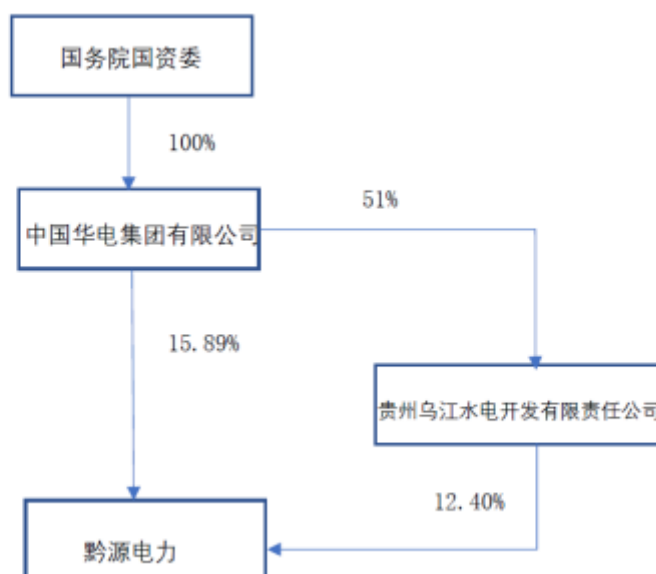 国务院国资委
100%
51%
中国华电集团有限公司
15.89%
贵州乌江水电开发有限责任公司
12.40%
黔源电力